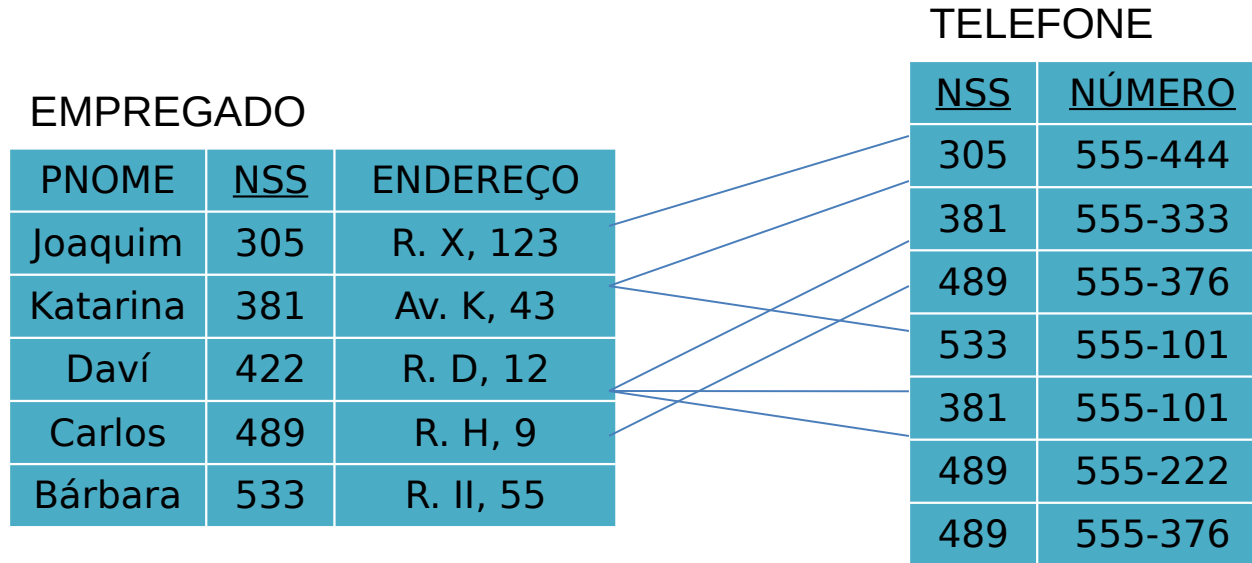 EMPREGADO
PNOME NSS ENDEREÇO
Joaquim 305 R. X, 123
Katarina 381 Av. K, 43
Daví 422 R. D, 12
Carlos 489 R. H, 9
Bárbara 533 R. II, 55
TELEFONE
NSS NÚMERO
305 555-444
381 555-333
489 555-376
533 555-101
381 555-101
489 555-222
489 555-376